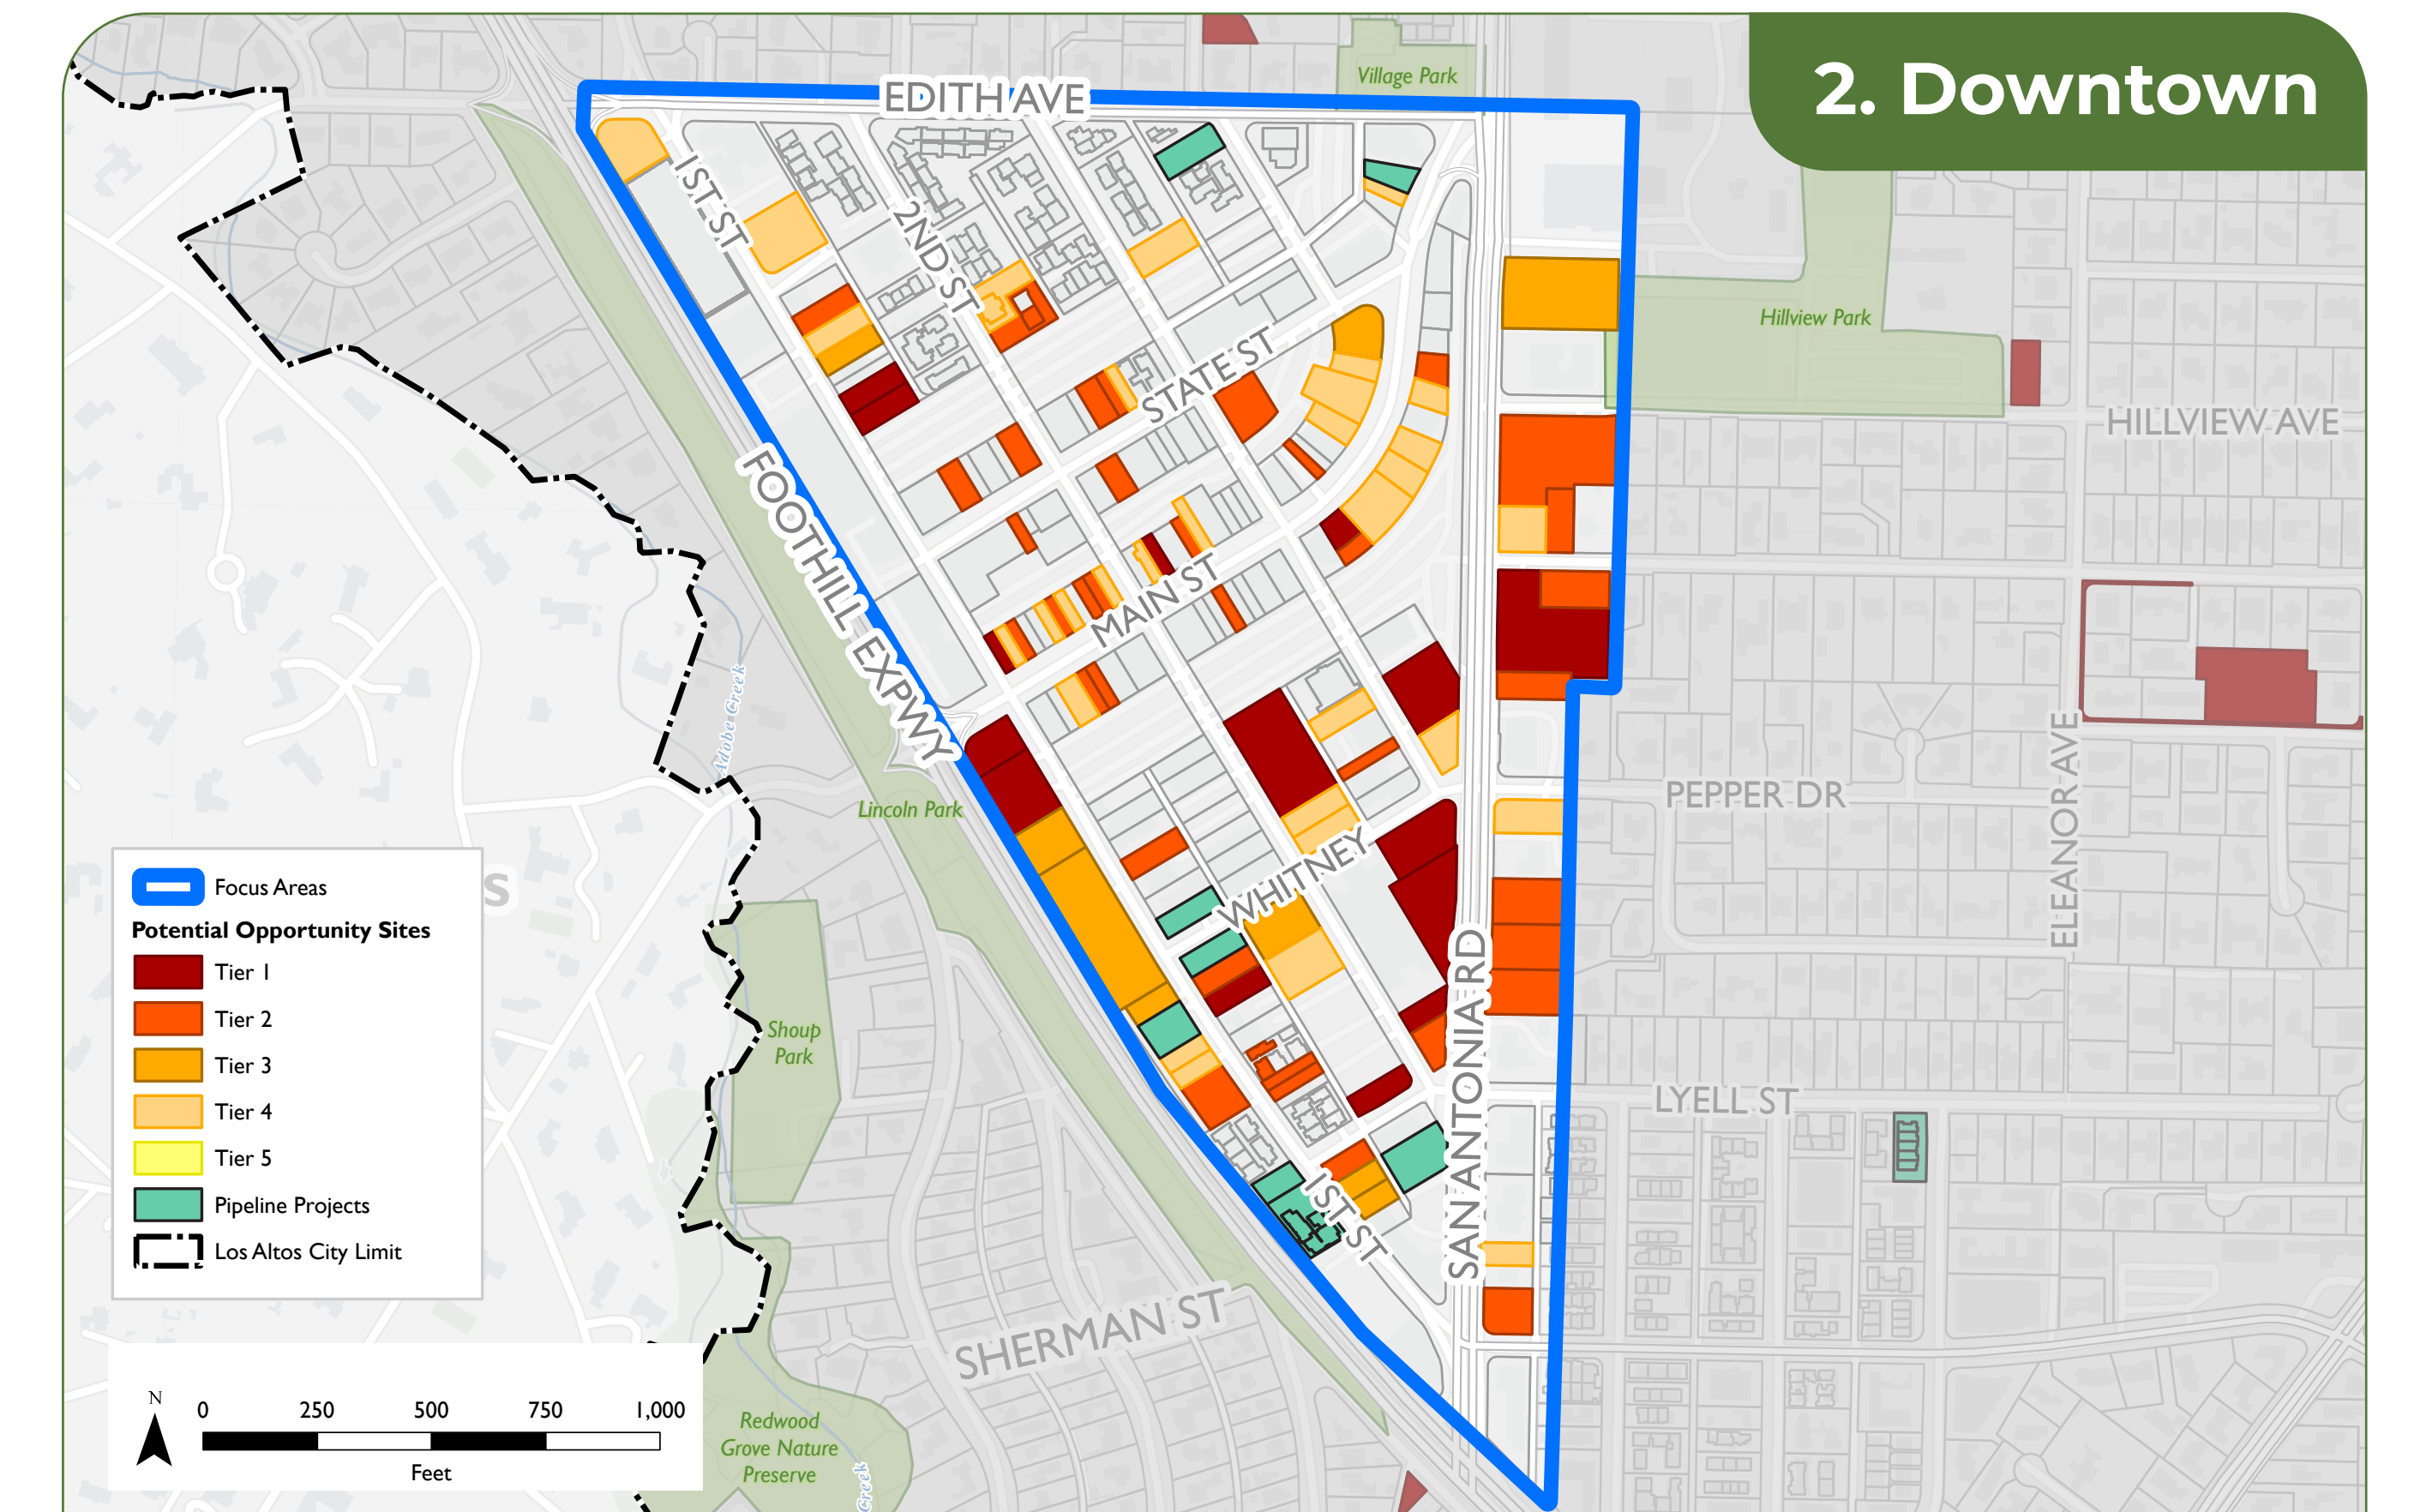 2. Downtown
Village Park
EDITH AVE
1ST ST
2ND ST
Hillview Park
STATE ST
HILLVIEW AVE
FOOTHILL EXPWY
MAIN ST
Adobe Creek
Lincoln Park
PEPPER DR
ELEANOR AVE
WHITNEY
S
SAN ANTONIA RD
Shoup
Park
LYELL ST
1ST ST
SHERMAN ST
Redwood
Grove Nature
Preserve
Creek
Focus Areas
Potential Opportunity Sites
Tier 1
Tier 2
Tier 3
Tier 4
Tier 5
Pipeline Projects
Los Altos City Limit
N
0 250 500 750 1,000
Feet